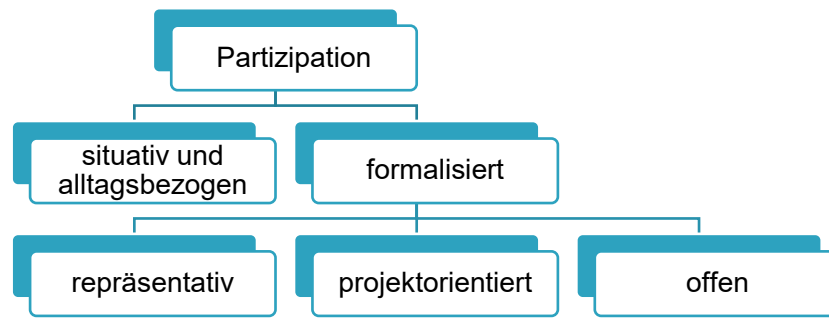 Partizipation
situativ und
alltagsbezogen
formalisiert
repräsentativ
projektorientiert
offen